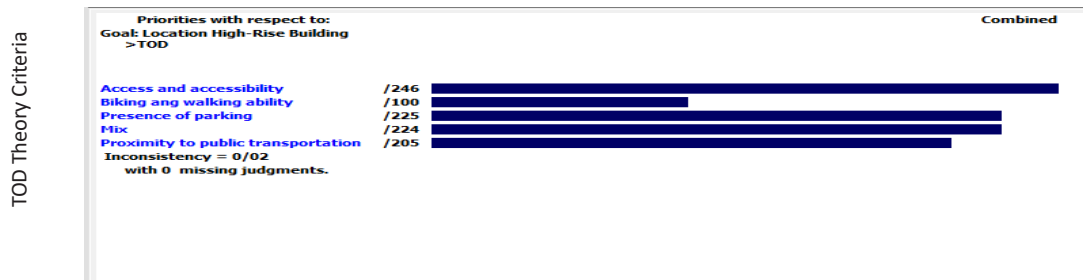 TOD Theory Criteria
Priorities with respect to: Combined
Goal: Location High-Rise Building
>TOD
Access and accessibility /246
Biking ang walking ability /100
Presence of parking /225
Mix /224
Proximity to public transportation /205
Inconsistency = 0/02
with 0 missing judgments.